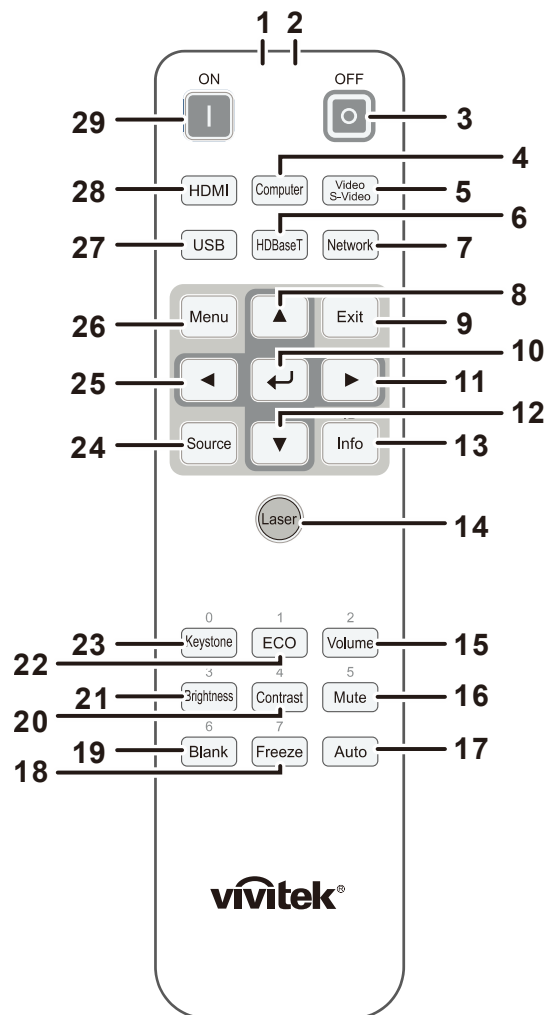 1 2
ON OFF
29 3
4
28 HDMI Computer Video
S-Video 5
6
27 USB HDBaseT Network 7
8
26 Menu Exit 9
10
25 11
12
24 Source Info 13
Laser 14
0 1 2
23 Keystone ECO Volume 15
22
3 4 5
21 Brightness Contrast Mute 16
20
6 7
19 Blank Freeze Auto 17
18
vivitek®